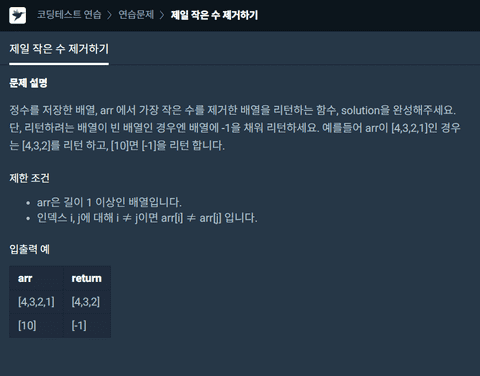 코딩테스트 연습 > 연습문제 > 제일 작은 수 제거하기
제일 작은 수 제거하기
문제 설명
정수를 저장한 배열, arr 에서 가장 작은 수를 제거한 배열을 리턴하는 함수, solution을 완성해주세요.
단, 리턴하려는 배열이 빈 배열인 경우엔 배열에 -1을 채워 리턴하세요. 예를들어 arr이 [4,3,2,1]인 경우
는 [4,3,2]를 리턴 하고, [10]면 [-1]을 리턴 합니다.
제한 조건
• arr은 길이 1 이상인 배열입니다.
• 인덱스 i, j에 대해 i ≠ j이면 arr[i] ≠ arr[j] 입니다.
입출력 예
arr return
[4,3,2,1] [4,3,2]
[10] [-1]